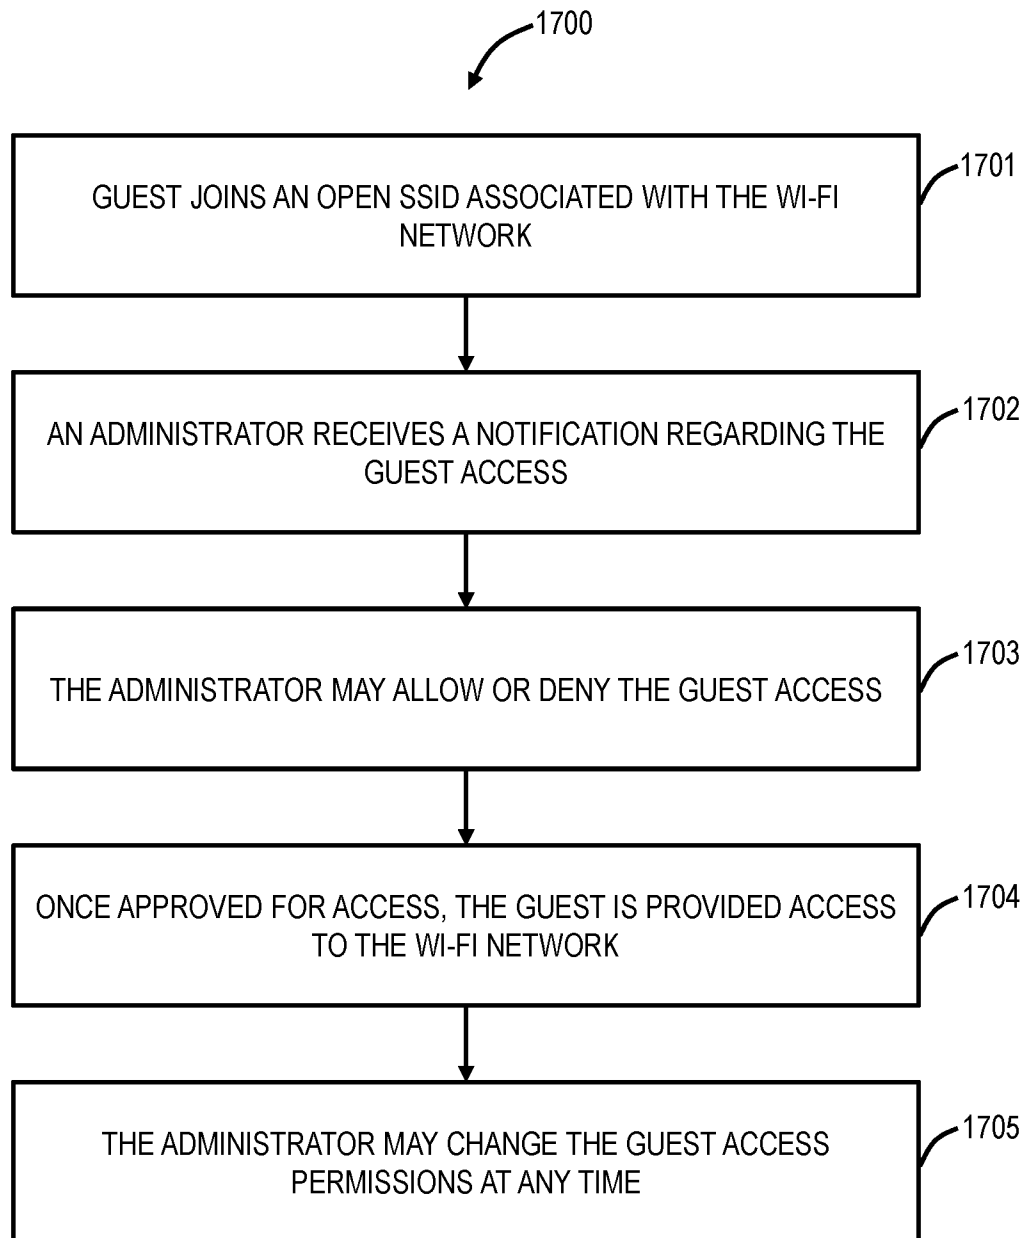 1700
1701
GUEST JOINS AN OPEN SSID ASSOCIATED WITH THE WI-FI
NETWORK
1702
AN ADMINISTRATOR RECEIVES A NOTIFICATION REGARDING THE
GUEST ACCESS
1703
THE ADMINISTRATOR MAY ALLOW OR DENY THE GUEST ACCESS
1704
ONCE APPROVED FOR ACCESS, THE GUEST IS PROVIDED ACCESS
TO THE WI-FI NETWORK
1705
THE ADMINISTRATOR MAY CHANGE THE GUEST ACCESS
PERMISSIONS AT ANY TIME